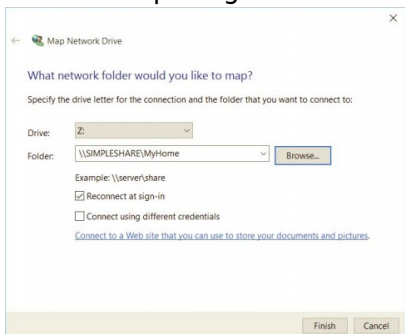 Map Network Drive
What network folder would you like to map?
Specify the drive letter for the connection and the folder that you want to connect to:
Drive: Z:
Folder: \\SIMPLESHARE\MyHome Browse...
Example: \\server\share
Reconnect at sign-in
Connect using different credentials
Connect to a Web site that you can use to store your documents and pictures.
Finish Cancel